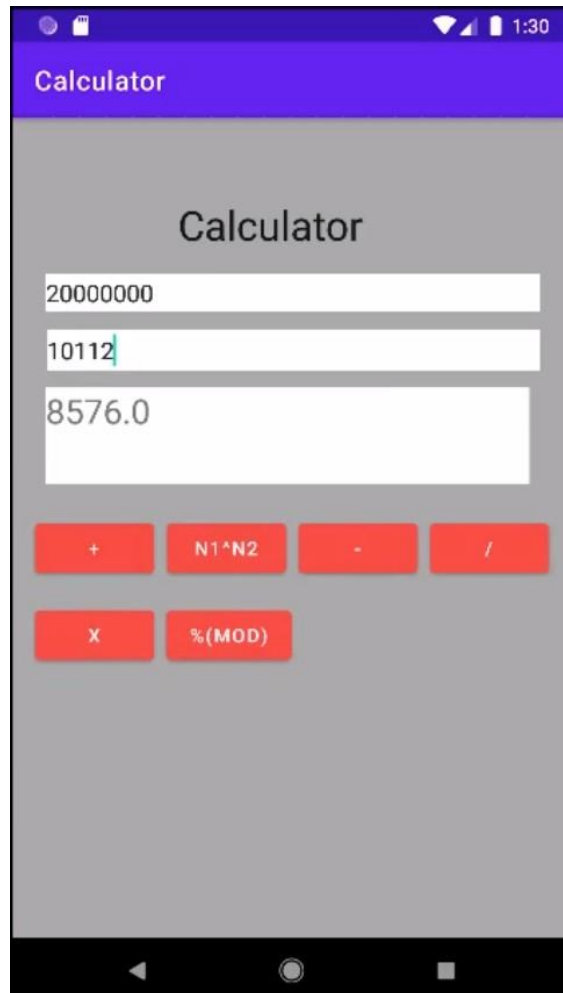 1:30
Calculator
Calculator
20000000
10112
8576.0
+ N1^N2 - /
X %(MOD)